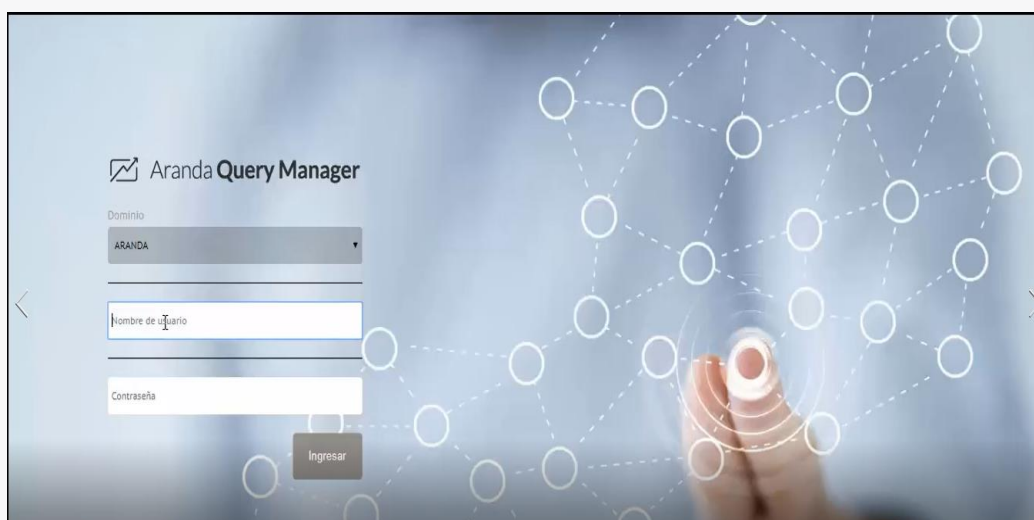 Aranda Query Manager
Dominio
ARANDA
Nombre de usuario
Contraseña
Ingresar